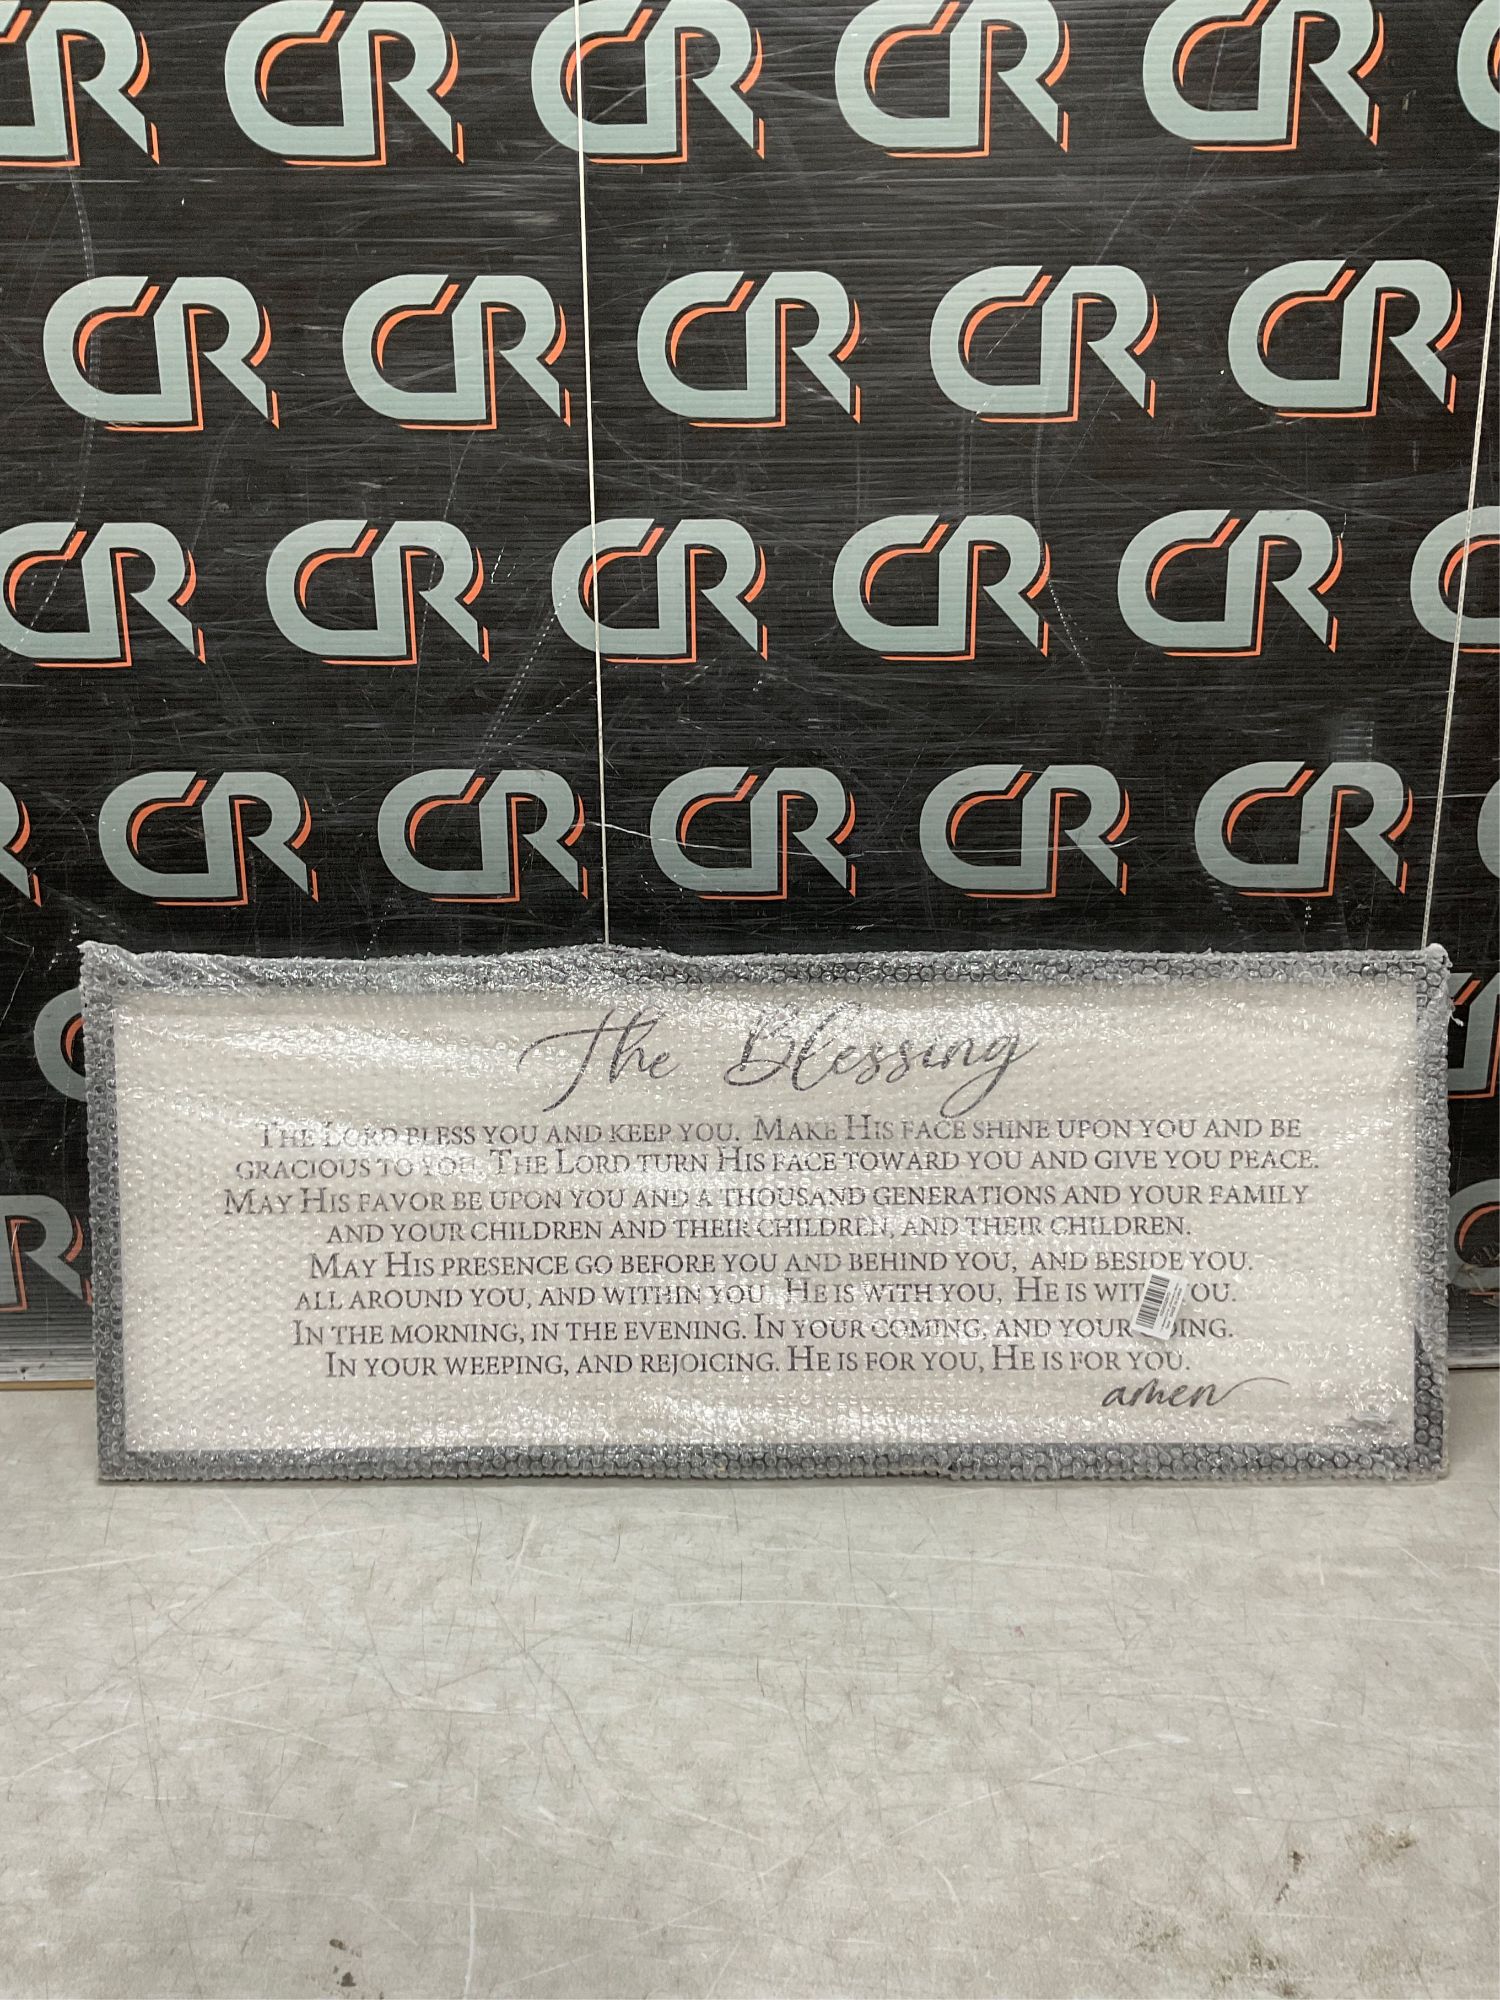 CR CR CR CR CR
CR CR CR CR CR
CR CR CR CR CR
CR CR CR CR CR
The Blessing
THE LORD BLESS YOU AND KEEP YOU. MAKE HIS FACE SHINE UPON YOU AND BE
GRACIOUS TO YOU. THE LORD TURN HIS FACE TOWARD YOU AND GIVE YOU PEACE.
MAY HIS FAVOR BE UPON YOU AND A THOUSAND GENERATIONS AND YOUR FAMILY
AND YOUR CHILDREN AND THEIR CHILDREN, AND THEIR CHILDREN.
MAY HIS PRESENCE GO BEFORE YOU AND BEHIND YOU, AND BESIDE YOU.
ALL AROUND YOU, AND WITHIN YOU. HE IS WITH YOU, HE IS WIT OU.
IN THE MORNING, IN THE EVENING. IN YOUR COMING, AND YOUR ING.
IN YOUR WEEPING, AND REJOICING. HE IS FOR YOU, HE IS FOR YOU.
amen